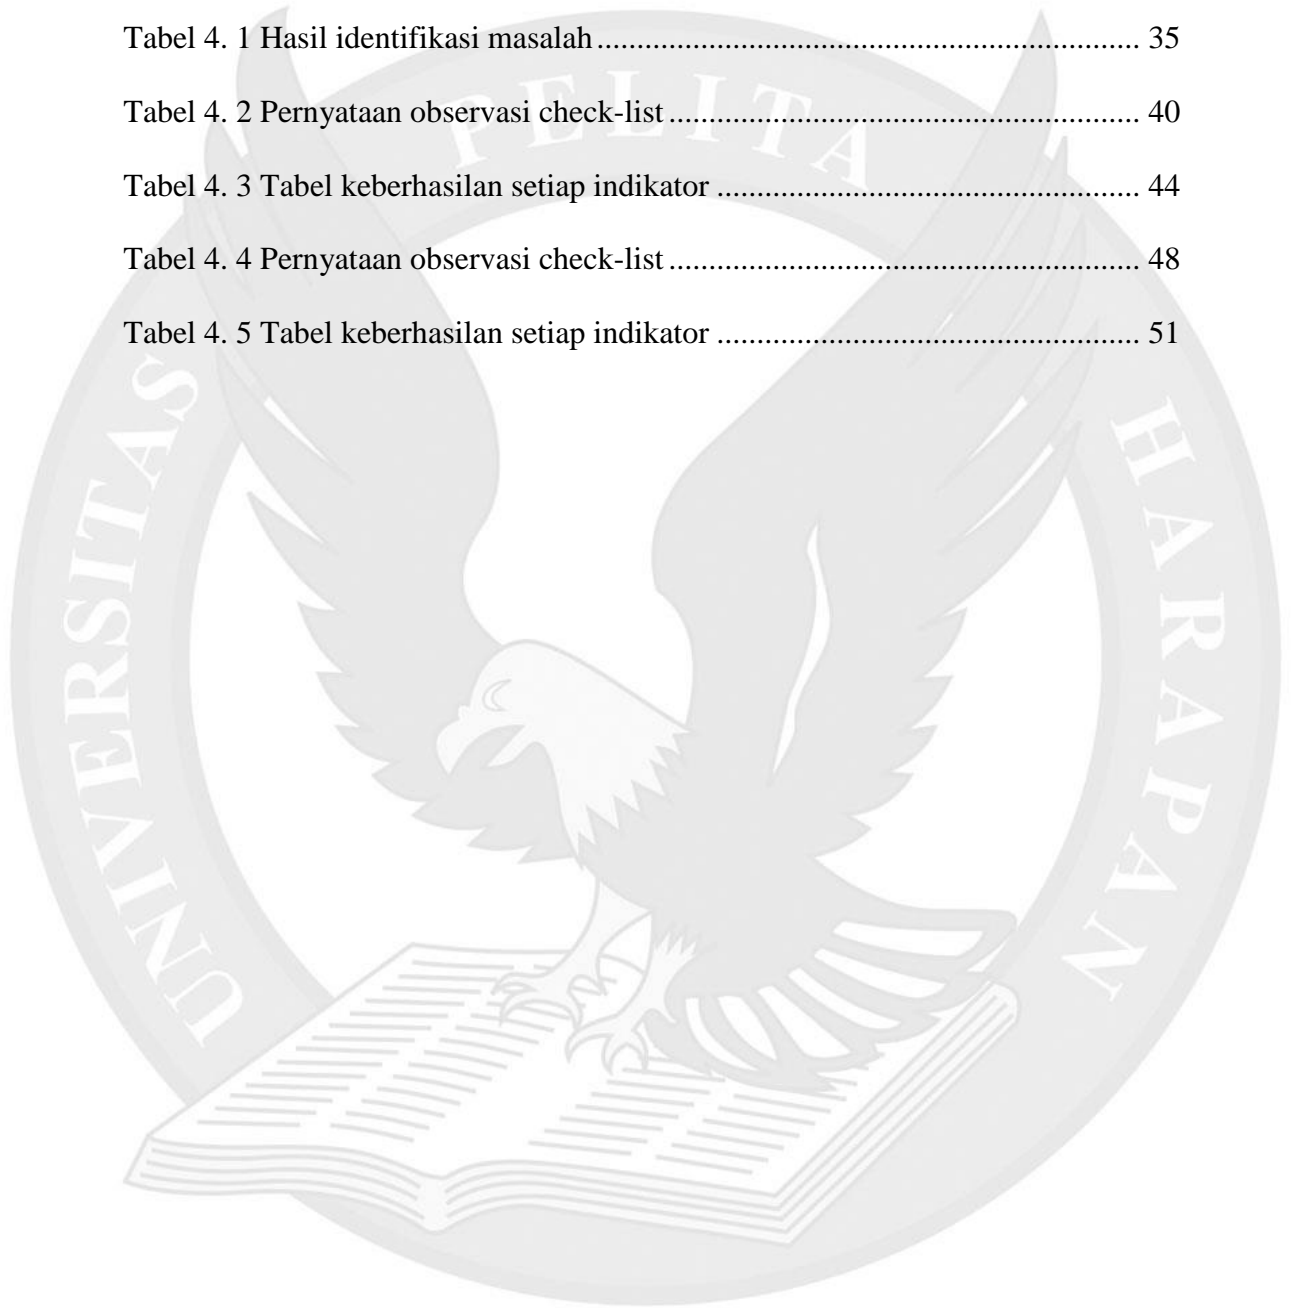 Tabel 4. 1 Hasil identifikasi masalah.................................................................... 35
Tabel 4. 2 Pernyataan observasi check-list........................................................... 40
Tabel 4. 3 Tabel keberhasilan setiap indikator ..................................................... 44
Tabel 4. 4 Pernyataan observasi check-list........................................................... 48
Tabel 4. 5 Tabel keberhasilan setiap indikator ..................................................... 51
UNIVERSITAS PELITA HARAPAN